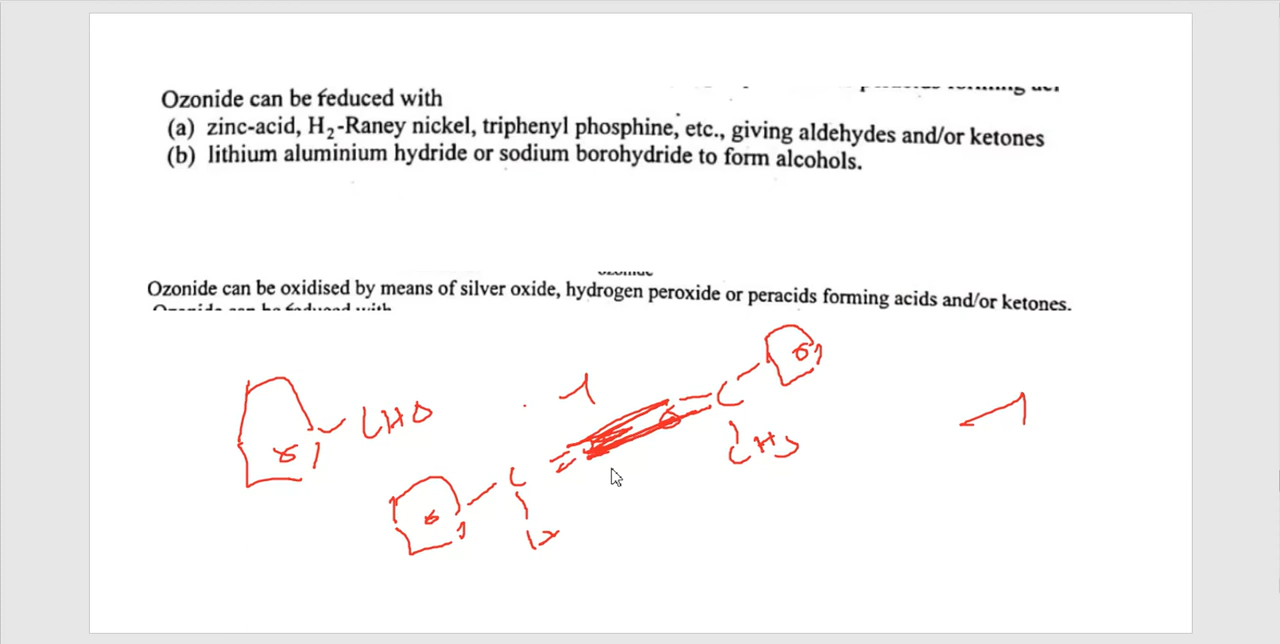 Ozonide can be feduced with
(a) zinc-acid, H₂-Raney nickel, triphenyl phosphine, etc., giving aldehydes and/or ketones
(b) lithium aluminium hydride or sodium borohydride to form alcohols.
Ozonide can be oxidised by means of silver oxide, hydrogen peroxide or peracids forming acids and/or ketones.
CHO
C
CH3
C